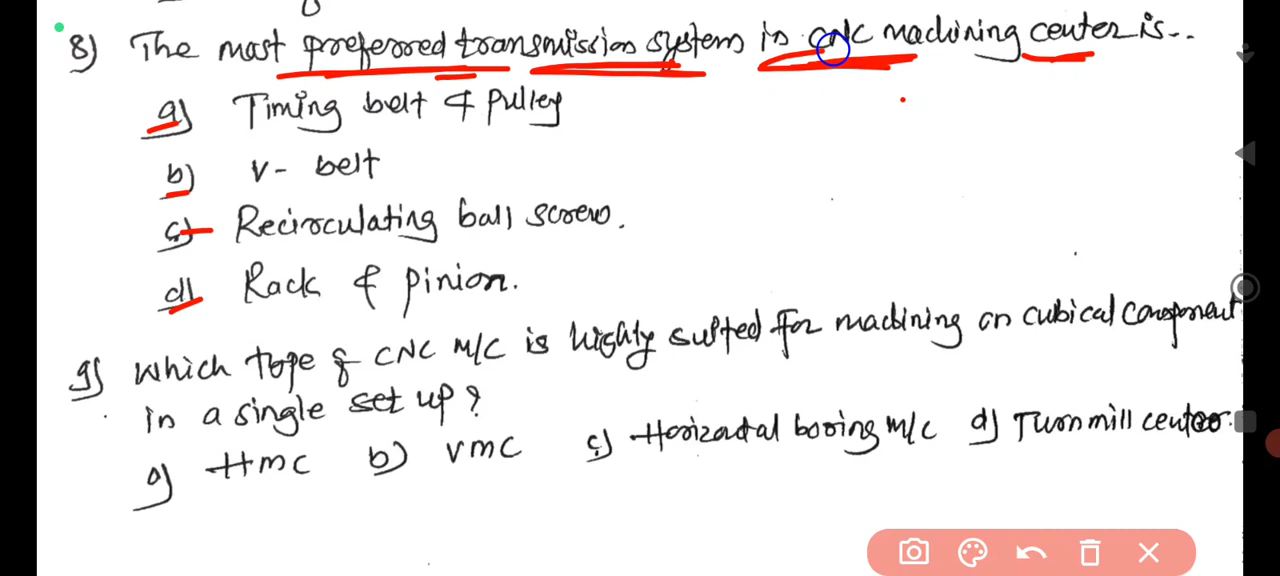 8) The most preferred transmission system in CNC machining center is..
a) Timing belt & pulley
b) V- belt
c) Recirculating ball screw.
d) Rack & pinion.
9) Which type of CNC M/C is highly suited for machining on cubical component
in a single set up?
a) HMC b) VMC c) Horizontal boring M/C d) Turn mill center